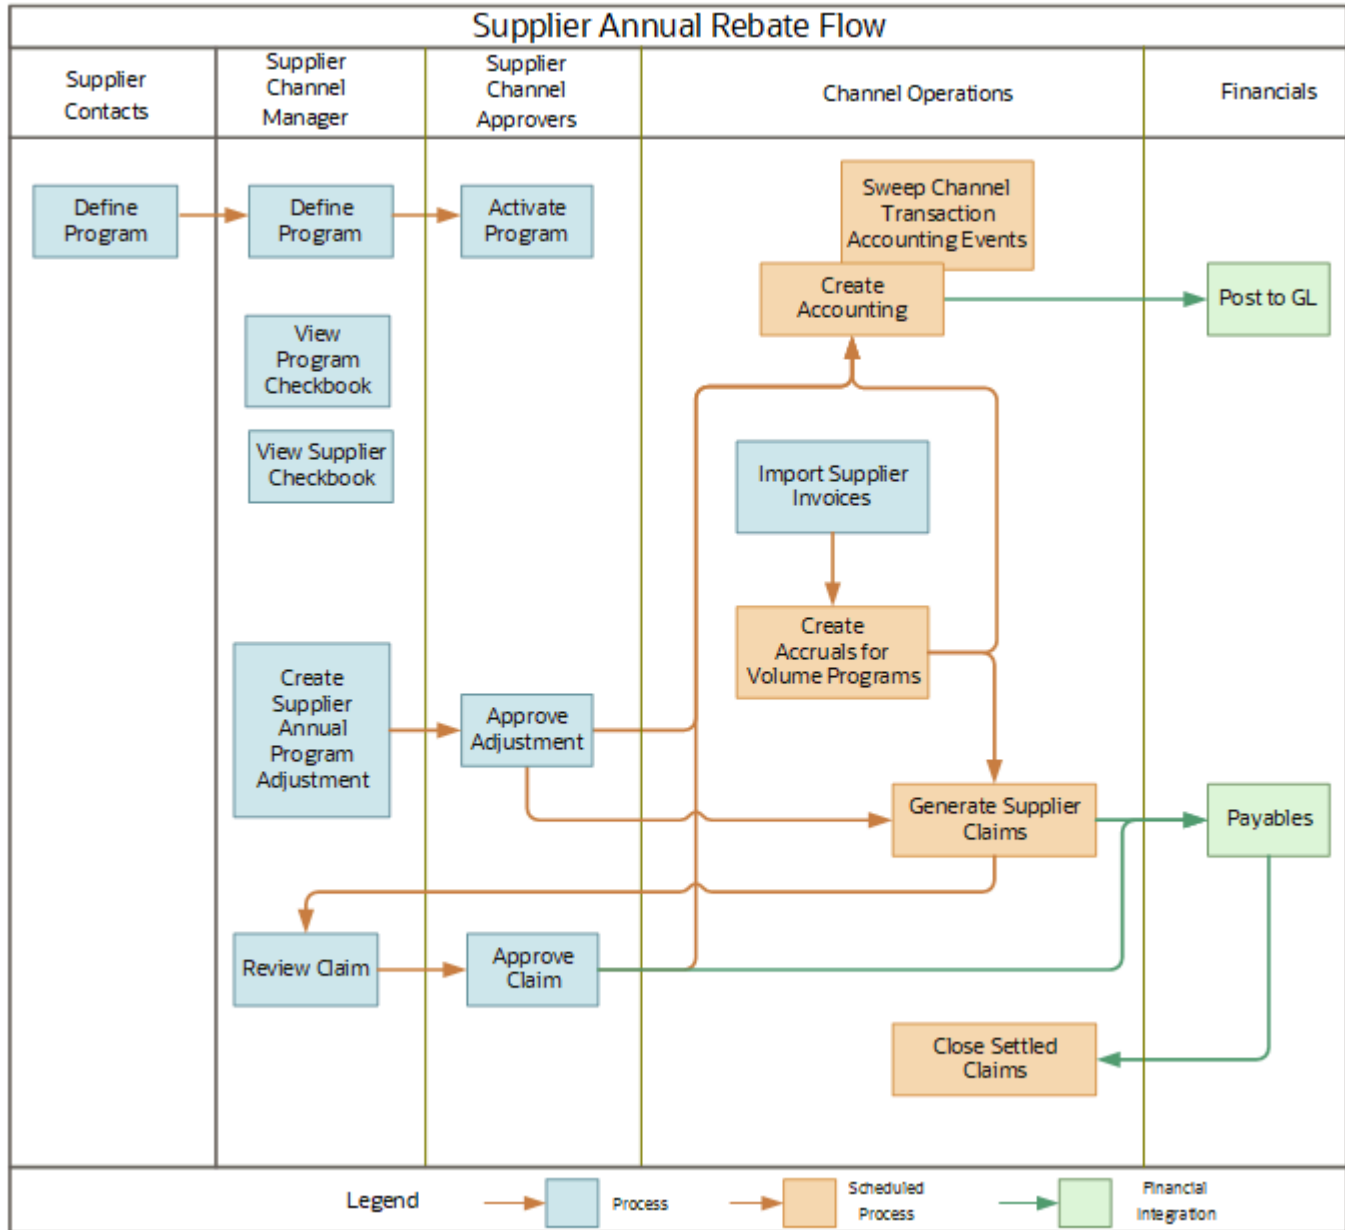 Supplier Annual Rebate Flow
Supplier
Contacts
Supplier
Channel
Manager
Supplier
Channel
Approvers
Channel Operations
Financials
Define
Program
Define
Program
Activate
Program
Sweep Channel
Transaction
Accounting Events
Create
Accounting
Post to GL
View
Program
Checkbook
View Supplier
Checkbook
Import Supplier
Invoices
Create
Accruals for
Volume Programs
Create
Supplier
Annual
Program
Adjustment
Approve
Adjustment
Generate Supplier
Claims
Payables
Review Claim
Approve
Claim
Close Settled
Claims
Legend
Process
Scheduled
Process
Financial
Integration